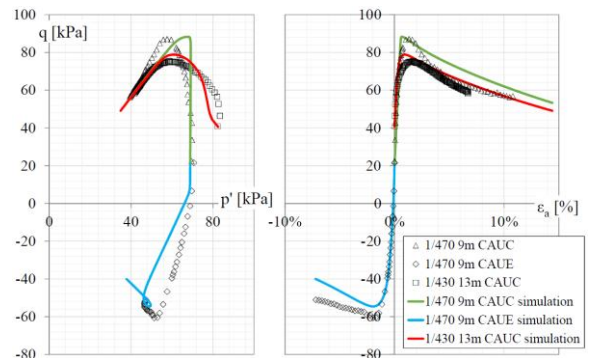 q [kPa]
100
80
60
40
20
0
-20
-40
-60
-80
0
40
80
p' [kPa]
100
80
60
40
20
0
-20
-40
-60
-80
-10%
0%
10%
εa [%]
1/470 9m CAUC
1/470 9m CAUE
1/430 13m CAUC
1/470 9m CAUC simulation
1/470 9m CAUE simulation
1/430 13m CAUC simulation